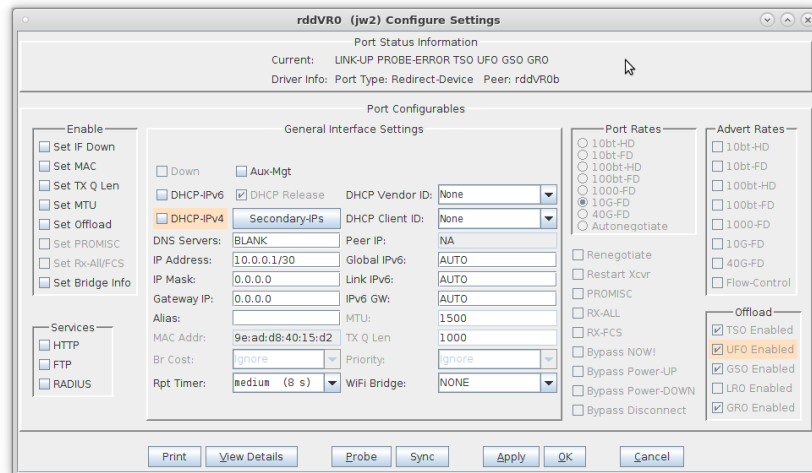 rddVR0 (jw2) Configure Settings
Port Status Information
Current: LINK-UP PROBE-ERROR TSO UFO GSO GRO
Driver Info: Port Type: Redirect-Device Peer: rddVR0b
Port Configurables
Enable
Set IF Down
Set MAC
Set TX Q Len
Set MTU
Set Offload
Set PROMISC
Set Rx-All/FCS
Set Bridge Info
Services
HTTP
FTP
RADIUS
General Interface Settings
Down Aux-Mgt
DHCP-IPv6 DHCP Release DHCP Vendor ID: None
DHCP-IPv4 Secondary-IPs DHCP Client ID: None
DNS Servers: BLANK Peer IP: NA
IP Address: 10.0.0.1/30 Global IPv6: AUTO
IP Mask: 0.0.0.0 Link IPv6: AUTO
Gateway IP: 0.0.0.0 IPv6 GW: AUTO
Alias: MTU: 1500
MAC Addr: 9e:ad:d8:40:15:d2 TX Q Len 1000
Br Cost: Ignore Priority: Ignore
Rpt Timer: medium (8 s) WiFi Bridge: NONE
Port Rates
10bt-HD
10bt-FD
100bt-HD
100bt-FD
1000-FD
10G-FD
40G-FD
Autonegotiate
Renegotiate
Restart Xcvr
PROMISC
RX-ALL
RX-FCS
Bypass NOW!
Bypass Power-UP
Bypass Power-DOWN
Bypass Disconnect
Advert Rates
10bt-HD
10bt-FD
100bt-HD
100bt-FD
1000-FD
10G-FD
40G-FD
Flow-Control
Offload
TSO Enabled
UFO Enabled
GSO Enabled
LRO Enabled
GRO Enabled
Print View Details Probe Sync Apply OK Cancel